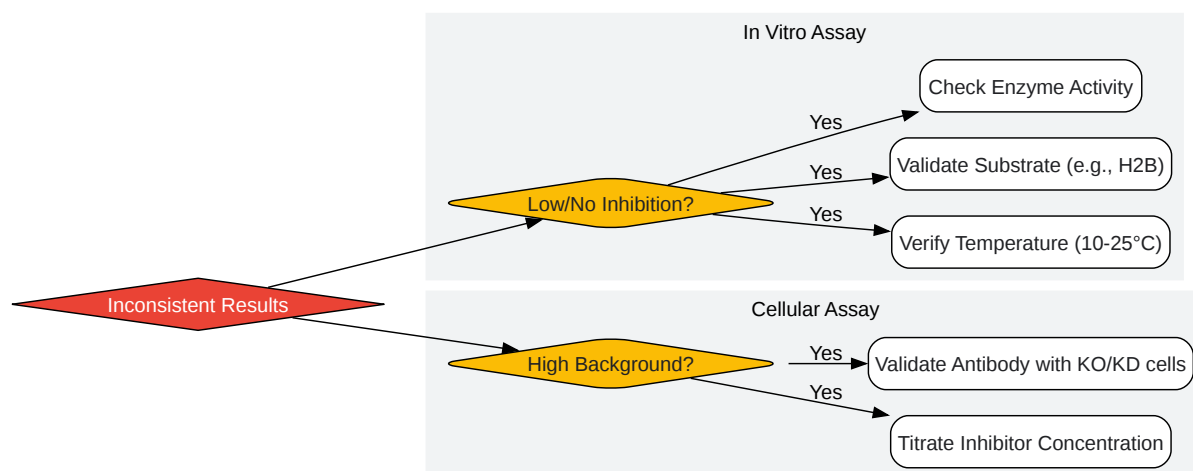 In Vitro Assay
Check Enzyme Activity
Yes
Validate Substrate (e.g., H2B)
Yes
Low/No Inhibition?
Yes
Verify Temperature (10-25°C)
Inconsistent Results
Cellular Assay
High Background?
Yes
Validate Antibody with KO/KD cells
Yes
Titrate Inhibitor Concentration